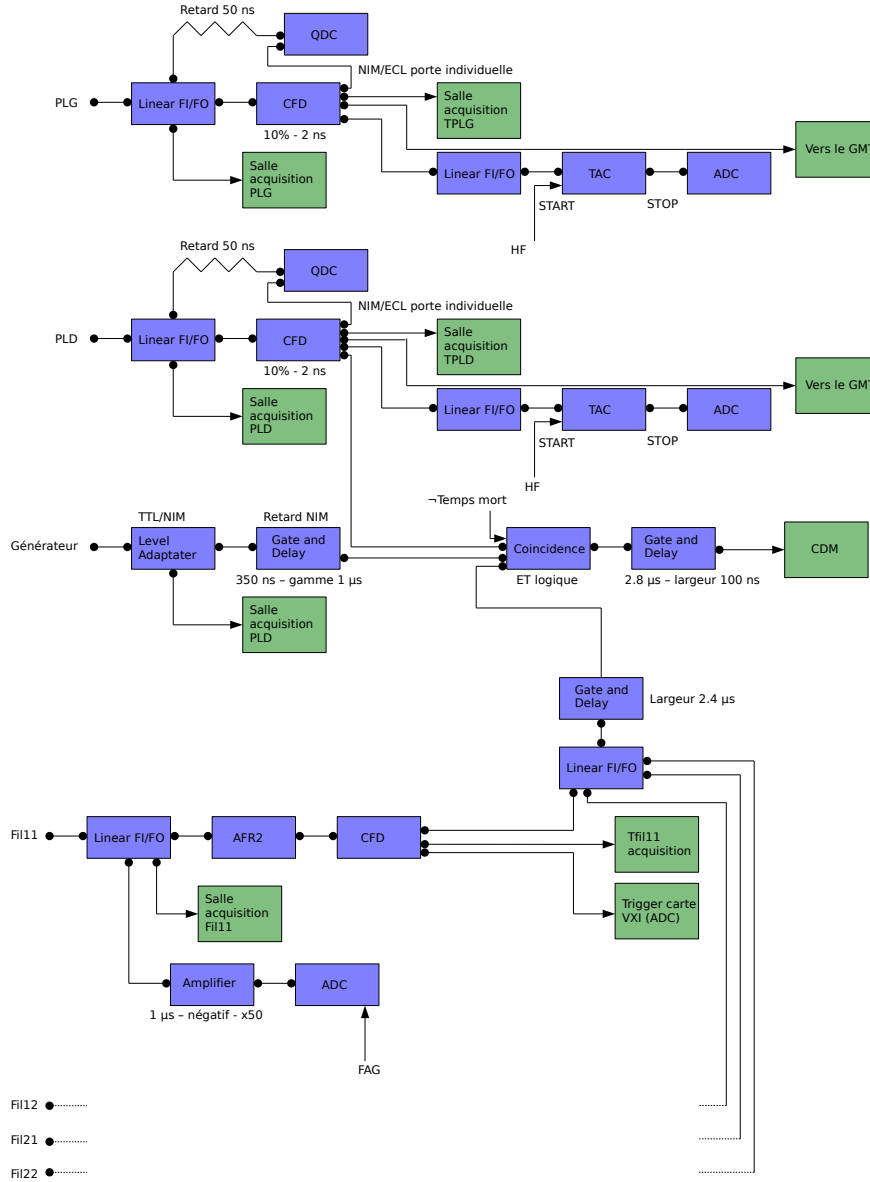 Retard 50 ns
QDC
NIM/ECL porte individuelle
PLG
Linear FI/FO
CFD
10% - 2 ns
Salle
acquisition
TPLG
Vers le GMT
Salle
acquisition
PLG
Linear FI/FO
TAC
ADC
START
STOP
HF
Retard 50 ns
QDC
NIM/ECL porte individuelle
PLD
Linear FI/FO
CFD
10% - 2 ns
Salle
acquisition
TPLD
Vers le GMT
Salle
acquisition
PLD
Linear FI/FO
TAC
ADC
START
STOP
HF
¬Temps mort
TTL/NIM
Retard NIM
Générateur
Level
Adaptater
Gate and
Delay
350 ns – gamme 1 µs
Coincidence
ET logique
Gate and
Delay
2.8 µs – largeur 100 ns
CDM
Salle
acquisition
PLD
Gate and
Delay
Largeur 2.4 µs
Linear FI/FO
Fil11
Linear FI/FO
AFR2
CFD
Tfil11
acquisition
Salle
acquisition
Fil11
Trigger carte
VXI (ADC)
Amplifier
ADC
1 µs – négatif - x50
FAG
Fil12
Fil21
Fil22